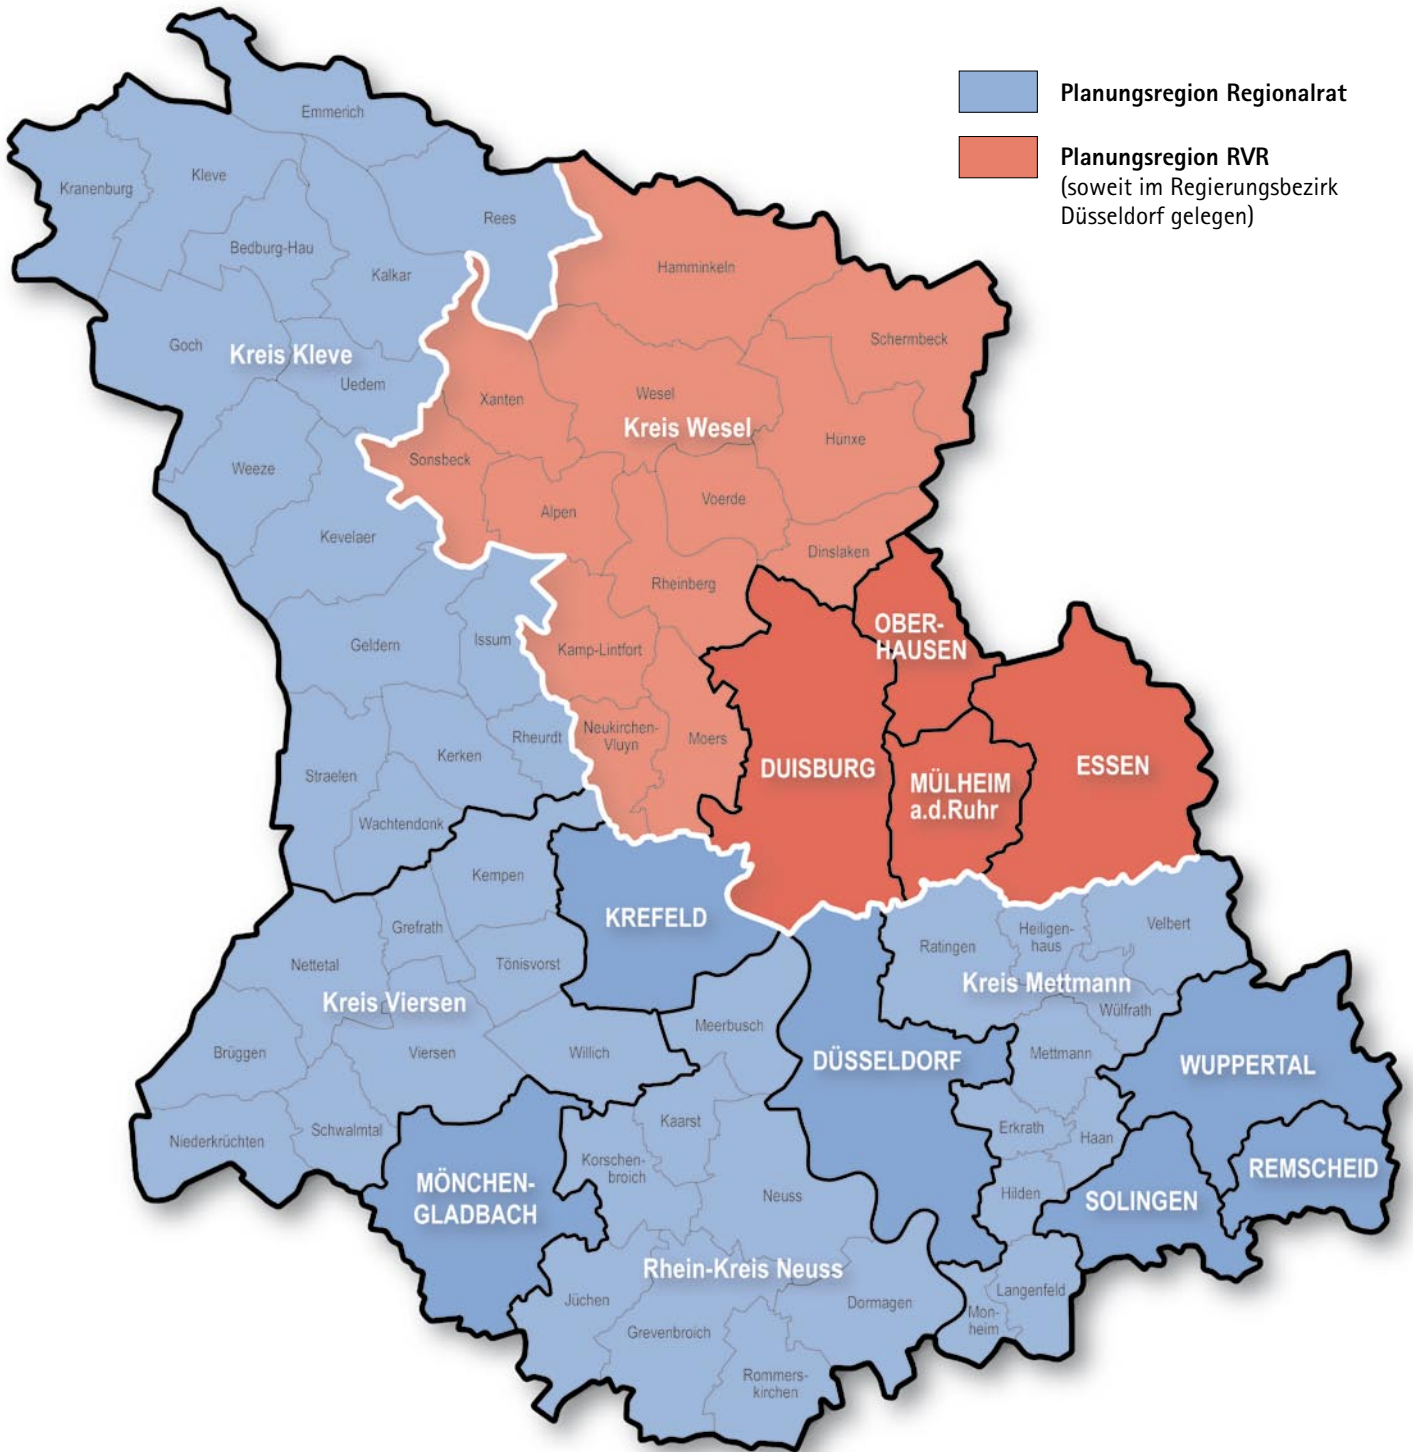 Planungsregion Regionalrat
Planungsregion RVR
(soweit im Regierungsbezirk
Düsseldorf gelegen)
Emmerich
Kranenburg
Kleve
Rees
Bedburg-Hau
Kalkar
Hamminkeln
Goch
Kreis Kleve
Uedem
Schermbeck
Xanten
Wesel
Kreis Wesel
Hünxe
Sonsbeck
Weeze
Voerde
Alpen
Kevelaer
Dinslaken
Rheinberg
Geldern
Issum
Kamp-Lintfort
OBER-
HAUSEN
Neukirchen-
Vluyn
Moers
Rheurdt
Kerken
Straelen
DUISBURG
MÜLHEIM
a.d.Ruhr
ESSEN
Wachtendonk
Kempen
KREFELD
Grefrath
Nettetal
Tönisvorst
Kreis Viersen
Ratingen
Heiligen-
haus
Velbert
Kreis Mettmann
Wülfrath
Meerbusch
Brüggen
Viersen
Willich
DÜSSELDORF
Mettmann
WUPPERTAL
Niederkrüchten
Schwalmtal
Kaarst
Erkrath
Haan
Korschen-
broich
MÖNCHEN-
GLADBACH
Neuss
Hilden
SOLINGEN
REMSCHEID
Rhein-Kreis Neuss
Jüchen
Dormagen
Langenfeld
Mon-
heim
Grevenbroich
Rommers-
kirchen